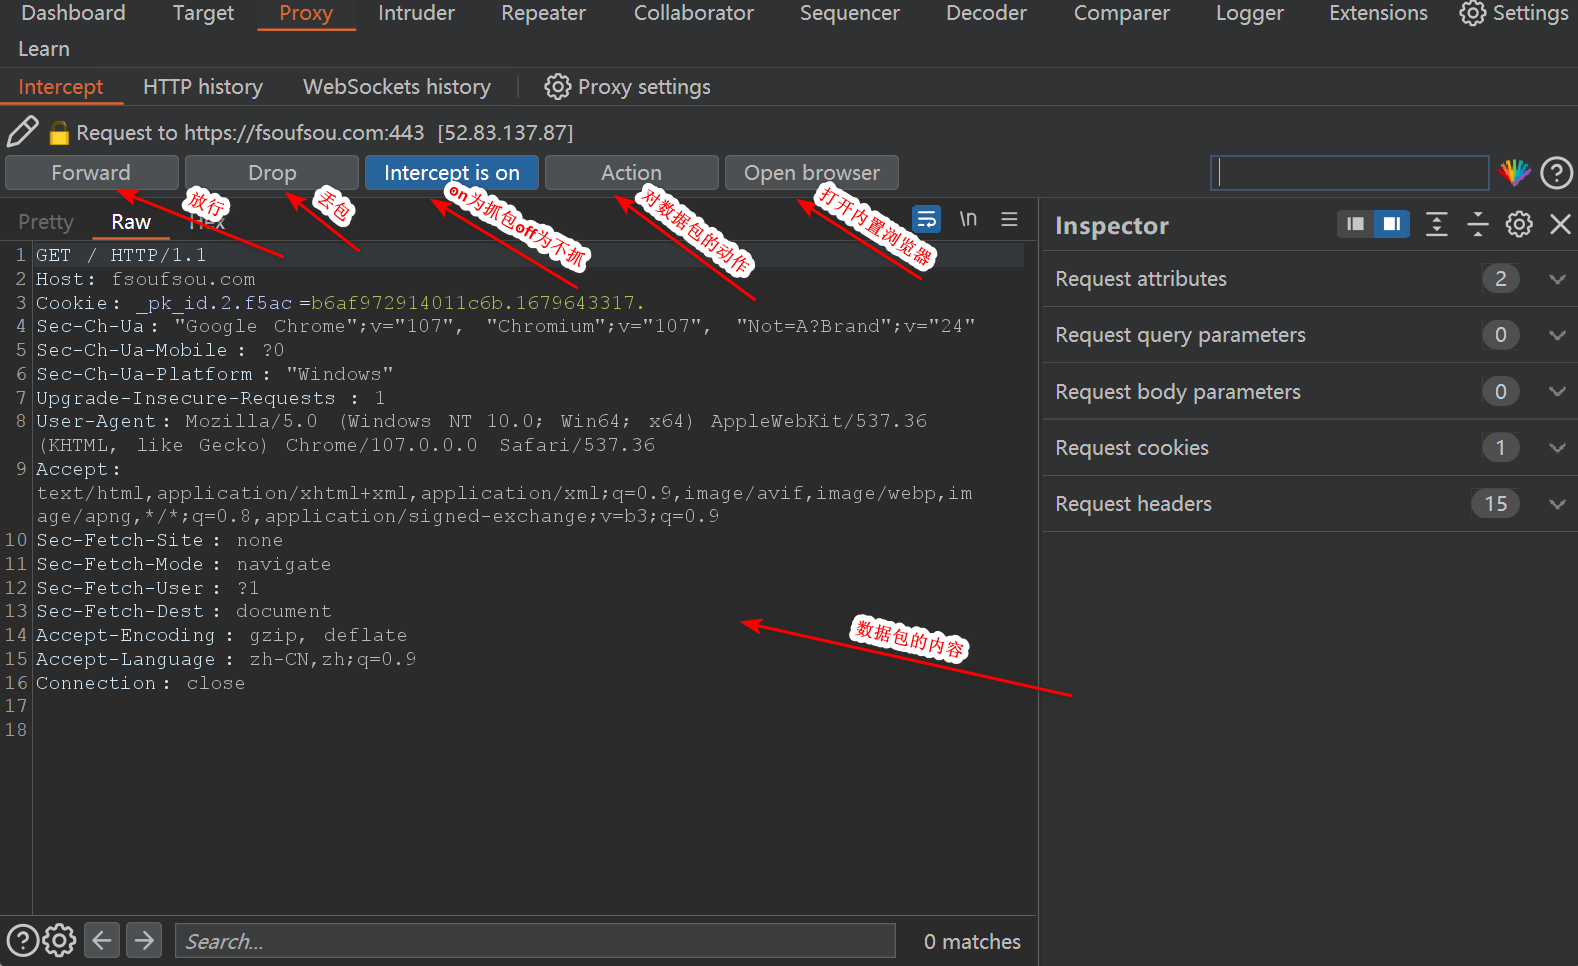 Dashboard Target Proxy Intruder Repeater Collaborator Sequencer Decoder Comparer Logger Extensions Settings
Learn
Intercept HTTP history WebSockets history Proxy settings
Request to https://fsoufsou.com:443 [52.83.137.87]
Forward Drop Intercept is on Action Open browser
放行
丢包
on为抓包off为不抓
对数据包的动作
打开内置浏览器
Pretty Raw Hex \n
Inspector
1 GET / HTTP/1.1
2 Host: fsoufsou.com
3 Cookie: _pk_id.2.f5ac=b6af972914011c6b.1679643317.
4 Sec-Ch-Ua: "Google Chrome";v="107", "Chromium";v="107", "Not=A?Brand";v="24"
5 Sec-Ch-Ua-Mobile: ?0
6 Sec-Ch-Ua-Platform: "Windows"
7 Upgrade-Insecure-Requests: 1
8 User-Agent: Mozilla/5.0 (Windows NT 10.0; Win64; x64) AppleWebKit/537.36
(KHTML, like Gecko) Chrome/107.0.0.0 Safari/537.36
9 Accept:
text/html,application/xhtml+xml,application/xml;q=0.9,image/avif,image/webp,im
age/apng,*/*;q=0.8,application/signed-exchange;v=b3;q=0.9
10 Sec-Fetch-Site: none
11 Sec-Fetch-Mode: navigate
12 Sec-Fetch-User: ?1
13 Sec-Fetch-Dest: document
14 Accept-Encoding: gzip, deflate
15 Accept-Language: zh-CN,zh;q=0.9
16 Connection: close
17
18
数据包的内容
Request attributes 2
Request query parameters 0
Request body parameters 0
Request cookies 1
Request headers 15
Search... 0 matches